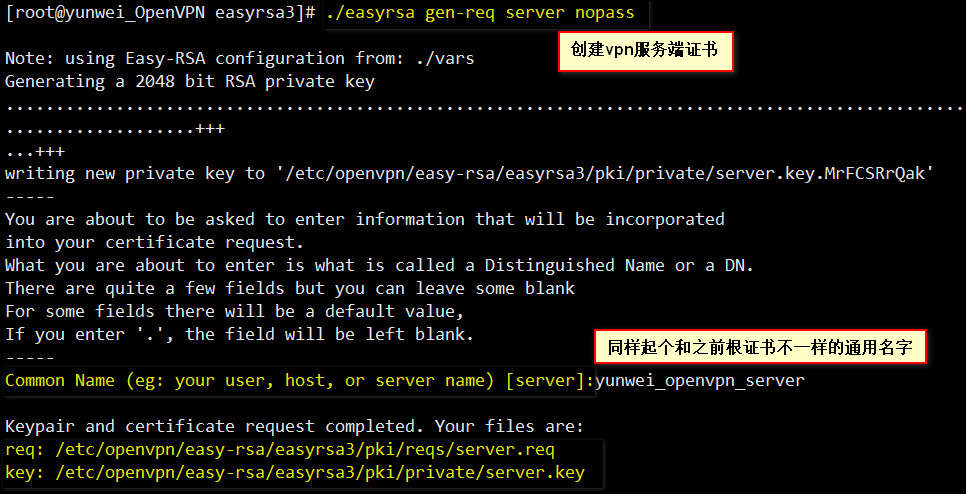 [root@yunwei_OpenVPN easyrsa3]# ./easyrsa gen-req server nopass
创建vpn服务端证书
Note: using Easy-RSA configuration from: ./vars
Generating a 2048 bit RSA private key
................................................................................................................
...................+++
...+++
writing new private key to '/etc/openvpn/easy-rsa/easyrsa3/pki/private/server.key.MrFCSRrQak'
-----
You are about to be asked to enter information that will be incorporated
into your certificate request.
What you are about to enter is what is called a Distinguished Name or a DN.
There are quite a few fields but you can leave some blank
For some fields there will be a default value,
If you enter '.', the field will be left blank.
-----
同样起个和之前根证书不一样的通用名字
Common Name (eg: your user, host, or server name) [server]:yunwei_openvpn_server
Keypair and certificate request completed. Your files are:
req: /etc/openvpn/easy-rsa/easyrsa3/pki/reqs/server.req
key: /etc/openvpn/easy-rsa/easyrsa3/pki/private/server.key